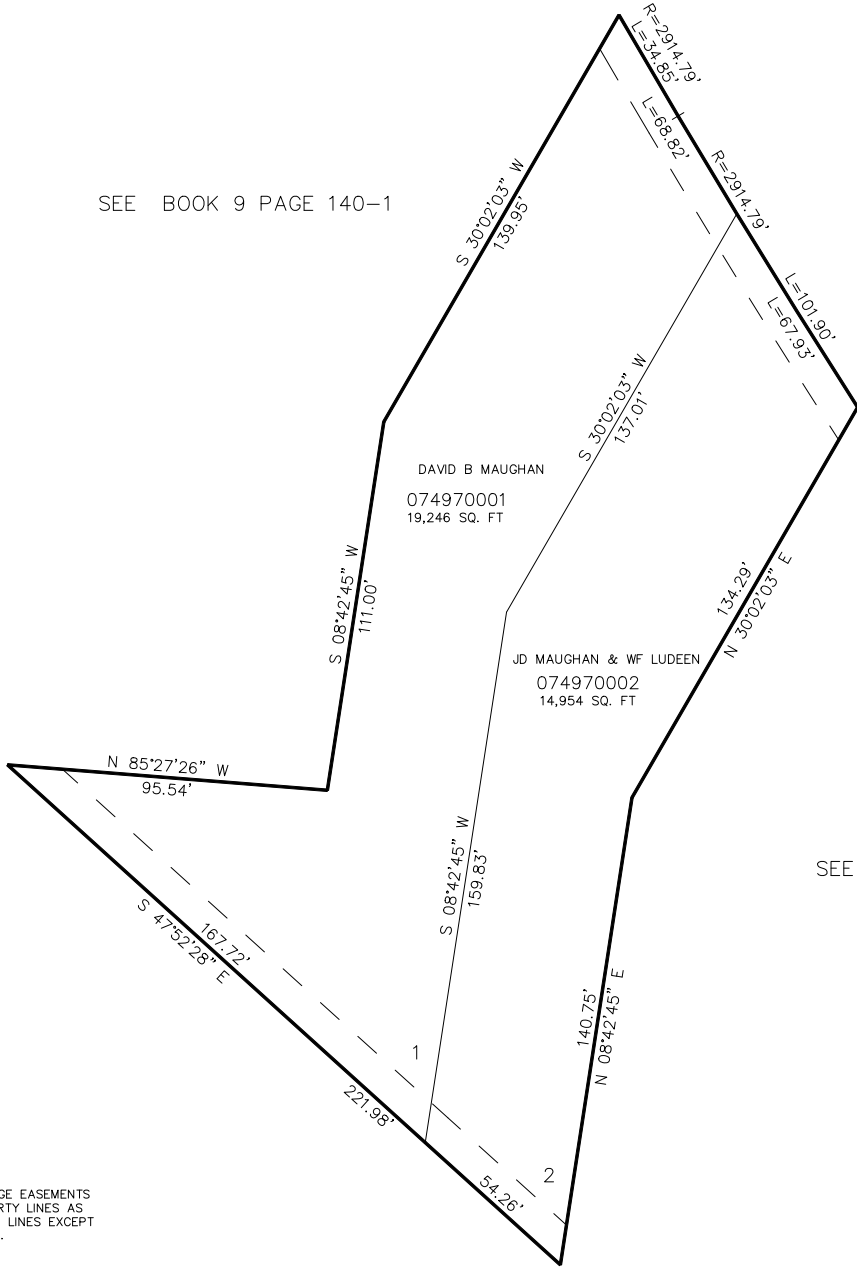 R=2914.79'
L=34.85'
L=68.82'
R=2914.79'
SEE BOOK 9 PAGE 140-1
S 30°02'03" W
139.95'
L=101.90'
L=67.93'
S 30°02'03" W
137.01'
DAVID B MAUGHAN
074970001
19,246 SQ. FT
S 08°42'45" W
111.00'
134.29'
N 30°02'03" E
JD MAUGHAN & WF LUDEEN
074970002
14,954 SQ. FT
N 85°27'26" W
95.54'
S 08°42'45" W
159.83'
SEE
167.72'
S 47°52'28" E
140.75'
N 08°42'45" E
1
221.98'
2
54.26'
GE EASEMENTS
RTY LINES AS
LINES EXCEPT
.